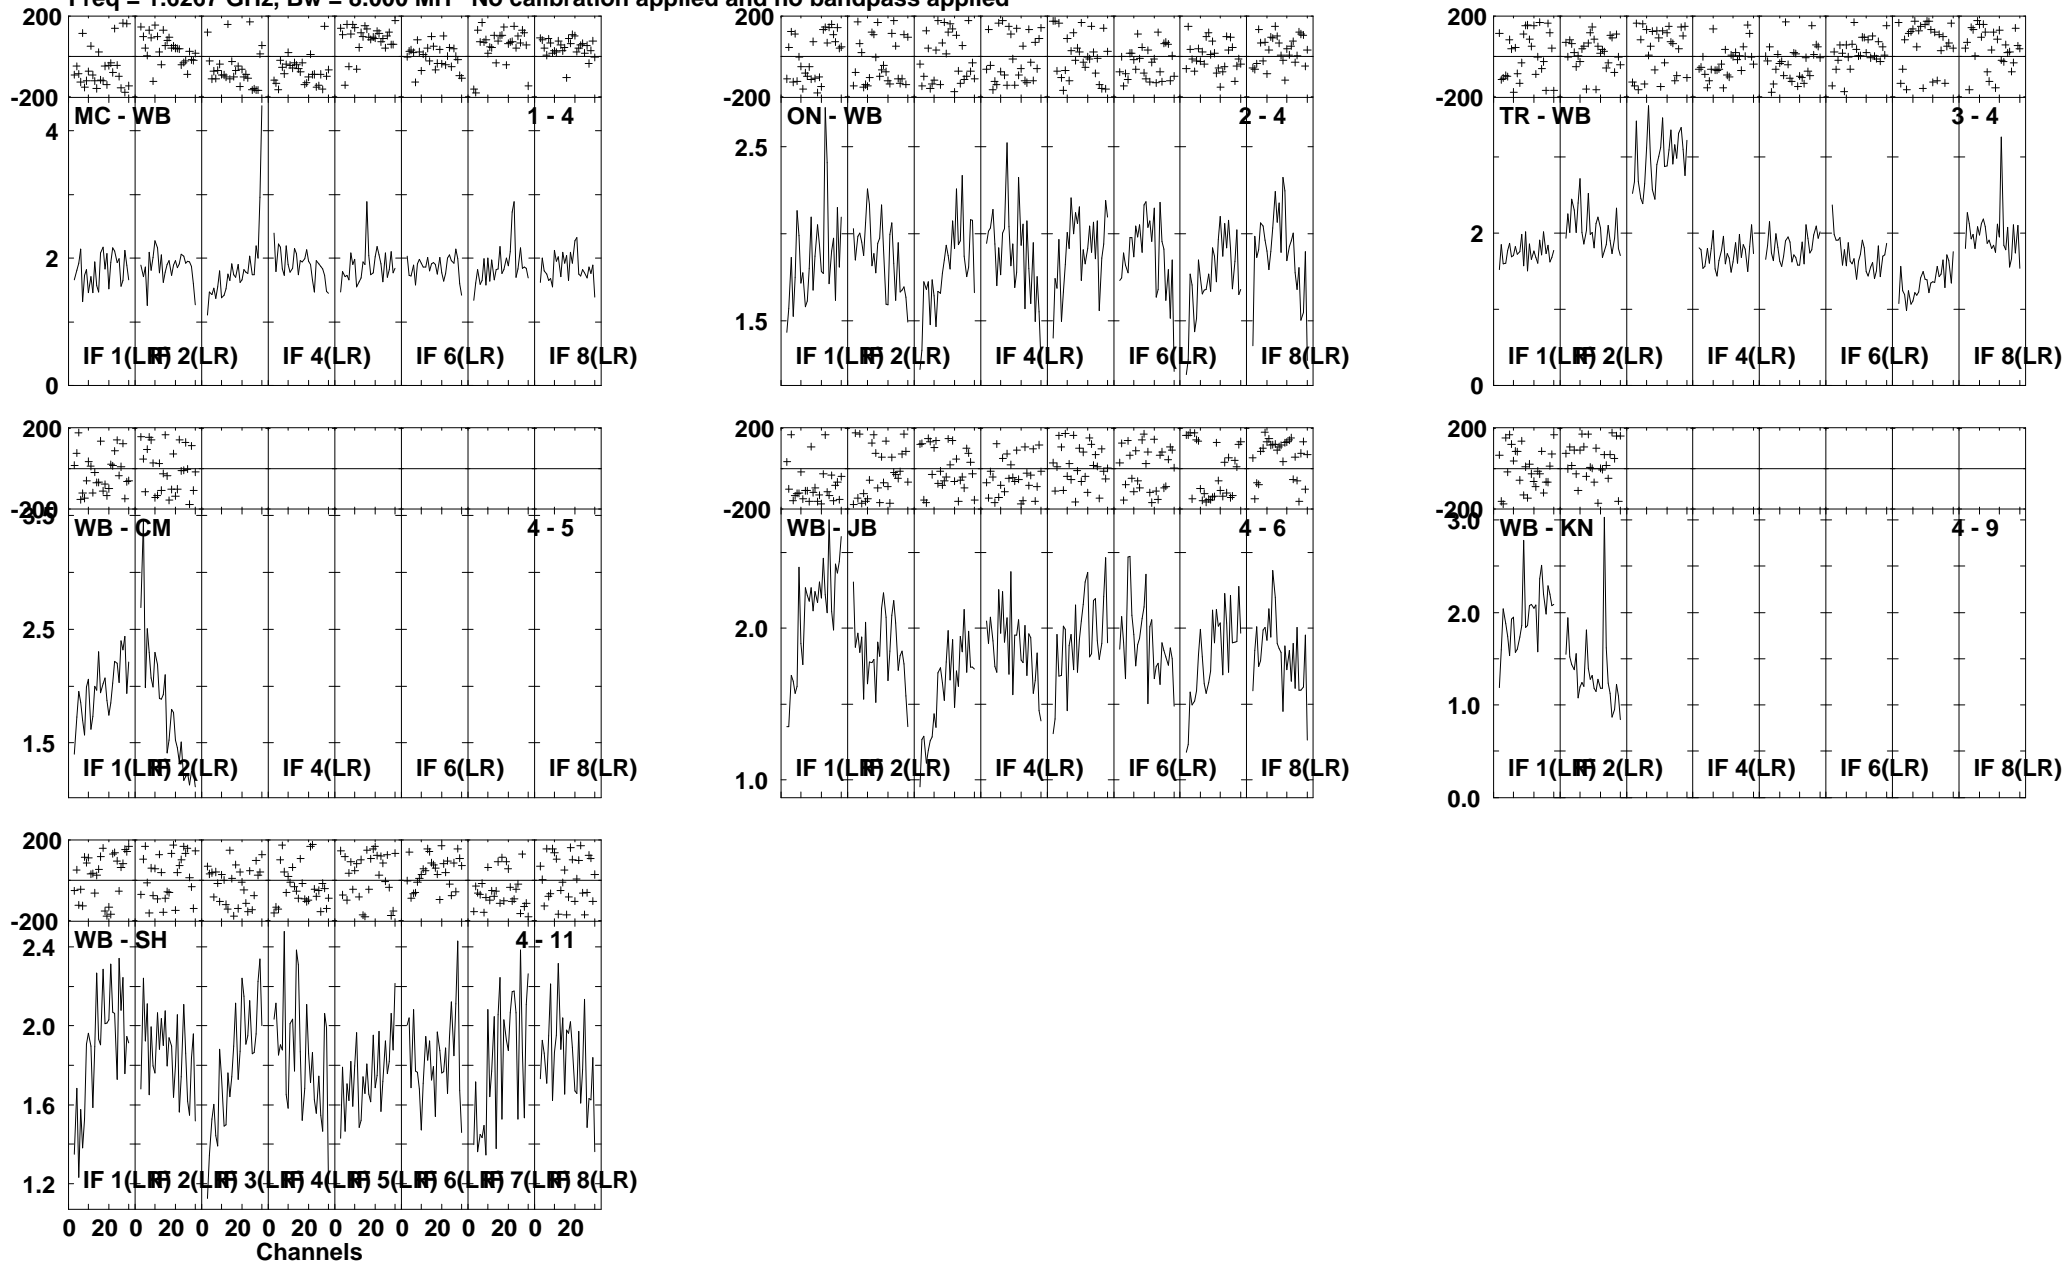 Freq = 1.6267 GHz, Bw = 8.000 MH No calibration applied and no bandpass applied
200
-200
MC - WB 1 - 4
4
2
0
IF 1(LR) IF 2(LR) IF 4(LR) IF 6(LR) IF 8(LR)
200
-200
ON - WB 2 - 4
2.5
1.5
IF 1(LR) IF 2(LR) IF 4(LR) IF 6(LR) IF 8(LR)
200
-200
TR - WB 3 - 4
2
0
IF 1(LR) IF 2(LR) IF 4(LR) IF 6(LR) IF 8(LR)
200
-200
3.5
WB - CM 4 - 5
2.5
1.5
IF 1(LR) IF 2(LR) IF 4(LR) IF 6(LR) IF 8(LR)
200
-200
WB - JB 4 - 6
2.0
1.0
IF 1(LR) IF 2(LR) IF 4(LR) IF 6(LR) IF 8(LR)
200
-200
3.0
WB - KN 4 - 9
2.0
1.0
0.0
IF 1(LR) IF 2(LR) IF 4(LR) IF 6(LR) IF 8(LR)
200
-200
WB - SH 4 - 11
2.4
2.0
1.6
1.2
IF 1(LR) IF 2(LR) IF 3(LR) IF 4(LR) IF 5(LR) IF 6(LR) IF 7(LR) IF 8(LR)
0 20 0 20 0 20 0 20 0 20 0 20 0 20 0 20
Channels